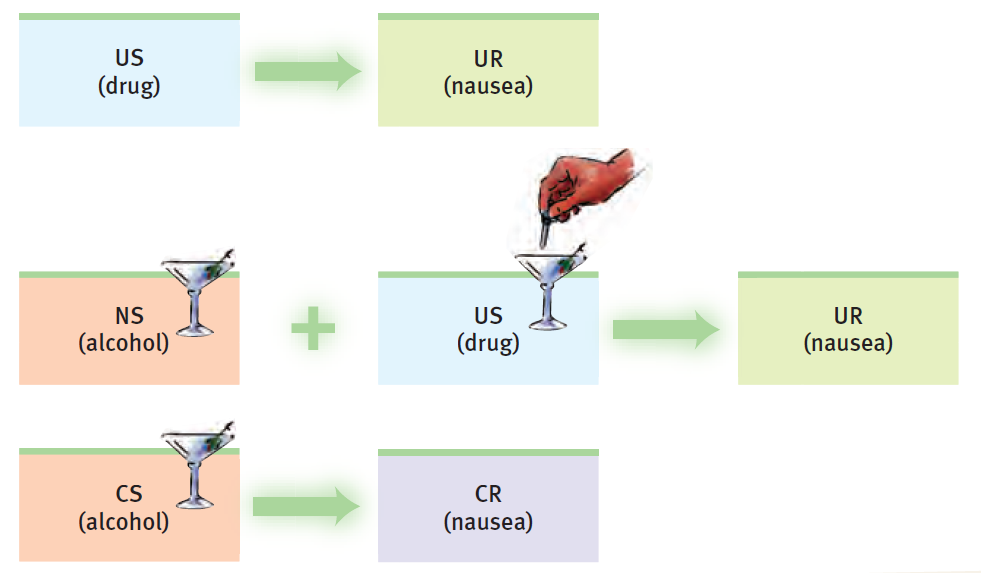 US
(drug)
UR
(nausea)
NS
(alcohol)
US
(drug)
UR
(nausea)
CS
(alcohol)
CR
(nausea)